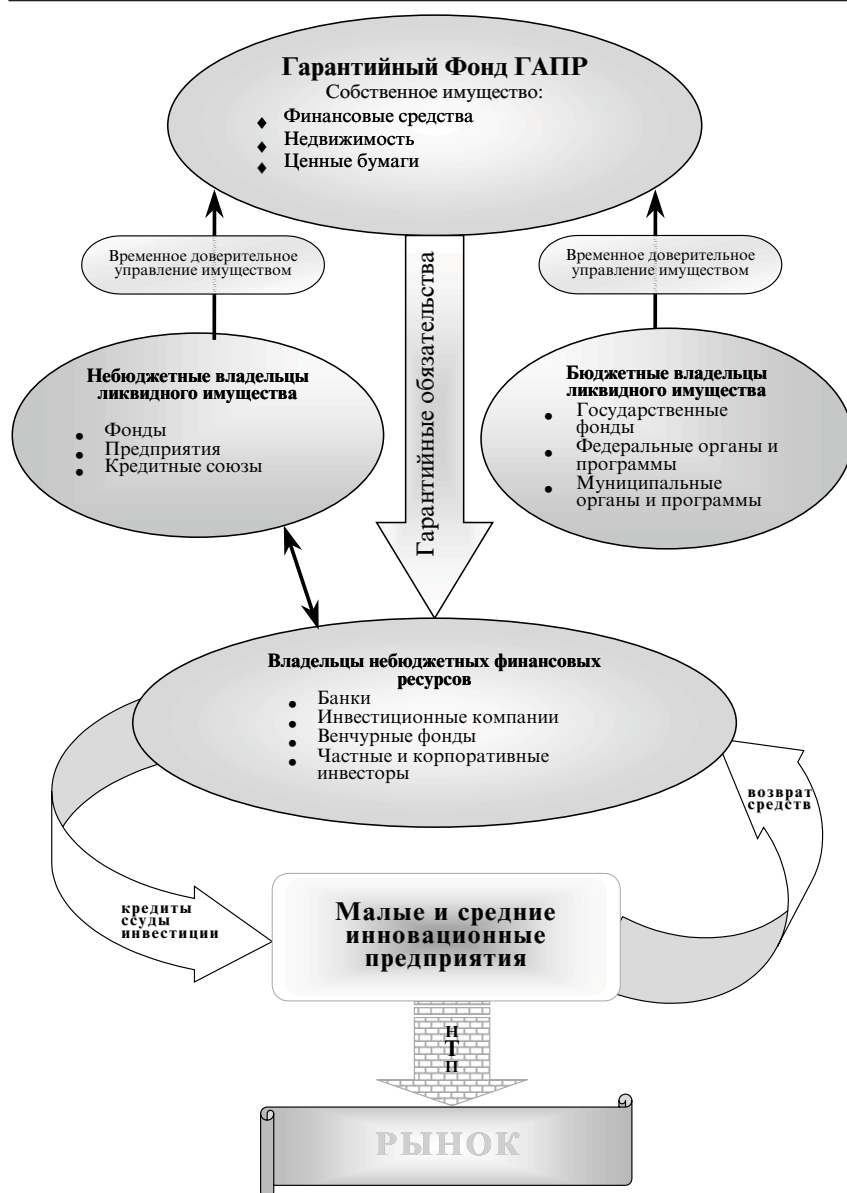 Гарантийный Фонд ГАПР
Собственное имущество:
♦ Финансовые средства
♦ Недвижимость
♦ Ценные бумаги
Временное доверительное
управление имуществом
Временное доверительное
управление имуществом
Гарантийные обязательства
Небюджетные владельцы
ликвидного имущества
• Фонды
• Предприятия
• Кредитные союзы
Бюджетные владельцы
ликвидного имущества
• Государственные
фонды
• Федеральные органы и
программы
• Муниципальные
органы и программы
Владельцы небюджетных финансовых
ресурсов
• Банки
• Инвестиционные компании
• Венчурные фонды
• Частные и корпоративные
инвесторы
возврат
средств
кредиты
ссуды
инвестиции
Малые и средние
инновационные
предприятия
Н
Т
П
РЫНОК